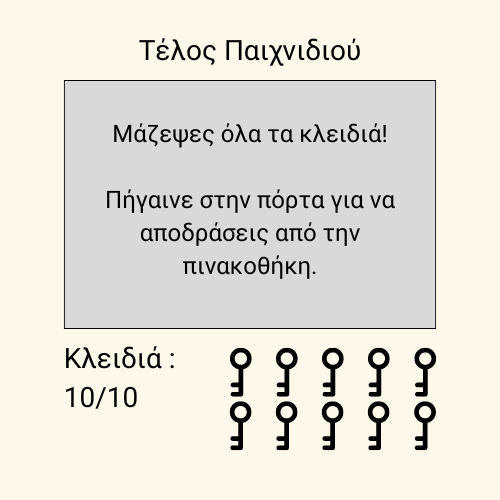 Τέλος Παιχνιδιού
Μάζεψες όλα τα κλειδιά!
Πήγαινε στην πόρτα για να
αποδράσεις από την
πινακοθήκη.
Κλειδιά :
10/10